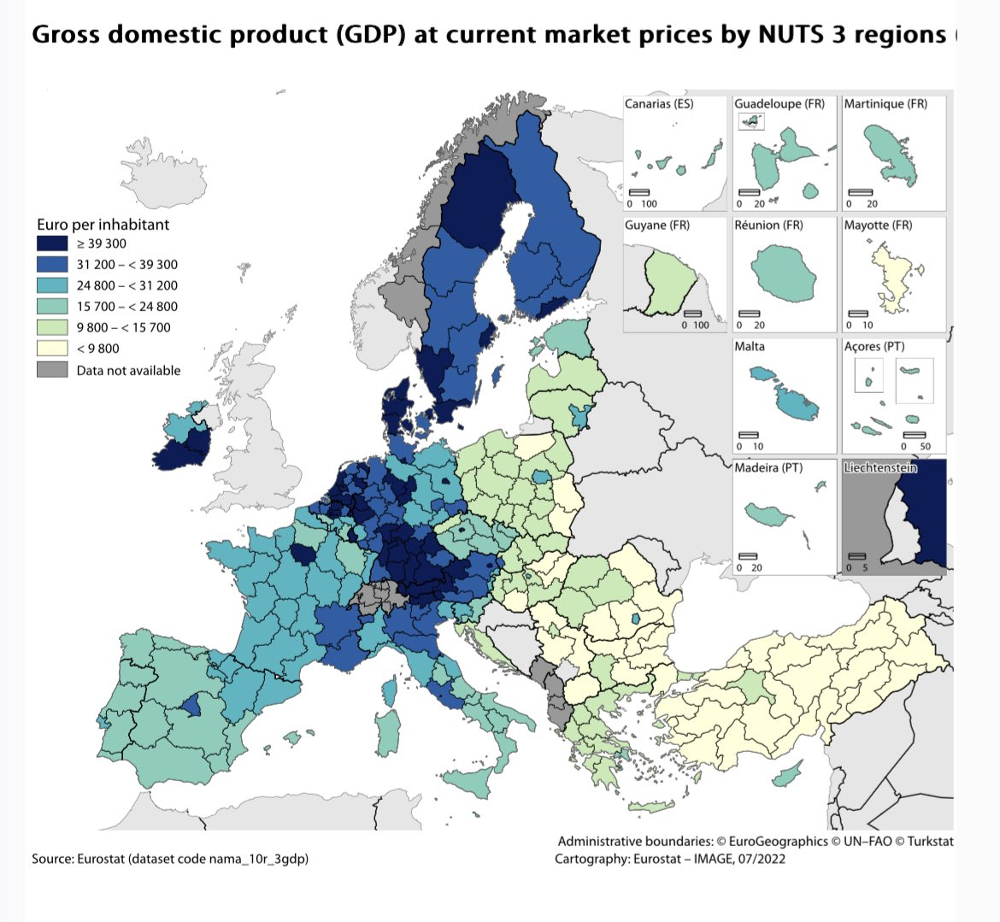 Gross domestic product (GDP) at current market prices by NUTS 3 regions (
Canarias (ES)
0 100
Guadeloupe (FR)
0 20
Martinique (FR)
0 20
Guyane (FR)
0 100
Réunion (FR)
0 20
Mayotte (FR)
0 10
Malta
0 10
Açores (PT)
0 50
Madeira (PT)
0 20
Liechtenstein
0 5
Euro per inhabitant
≥ 39 300
31 200 – < 39 300
24 800 – < 31 200
15 700 – < 24 800
9 800 – < 15 700
< 9 800
Data not available
Administrative boundaries: © EuroGeographics © UN–FAO © Turkstat
Source: Eurostat (dataset code nama_10r_3gdp)
Cartography: Eurostat – IMAGE, 07/2022